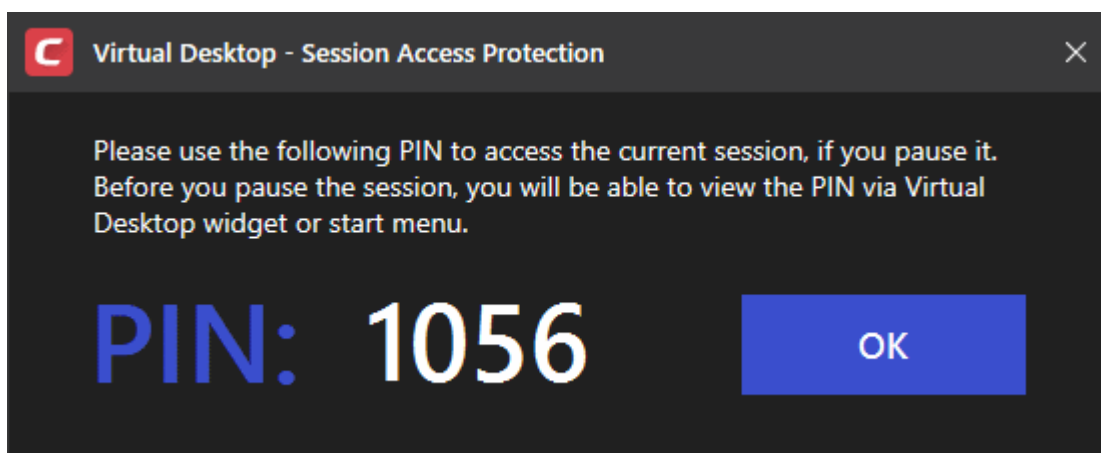 Virtual Desktop - Session Access Protection
Please use the following PIN to access the current session, if you pause it.
Before you pause the session, you will be able to view the PIN via Virtual
Desktop widget or start menu.
PIN: 1056
OK